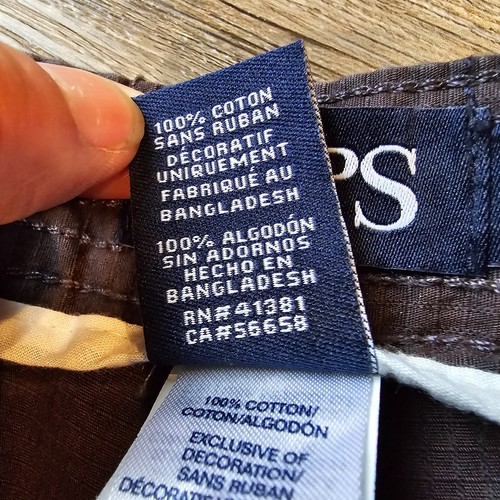 100% COTON
SANS RUBAN
DÉCORATIF
UNIQUEMENT
FABRIQUÉ AU
BANGLADESH
100% ALGODÓN
SIN ADORNOS
HECHO EN
BANGLADESH
RN#41381
CA#56658
PS
100% COTTON/
COTON/ALGODÓN
EXCLUSIVE OF
DECORATION/
SANS RUBAN
DÉCORATIF